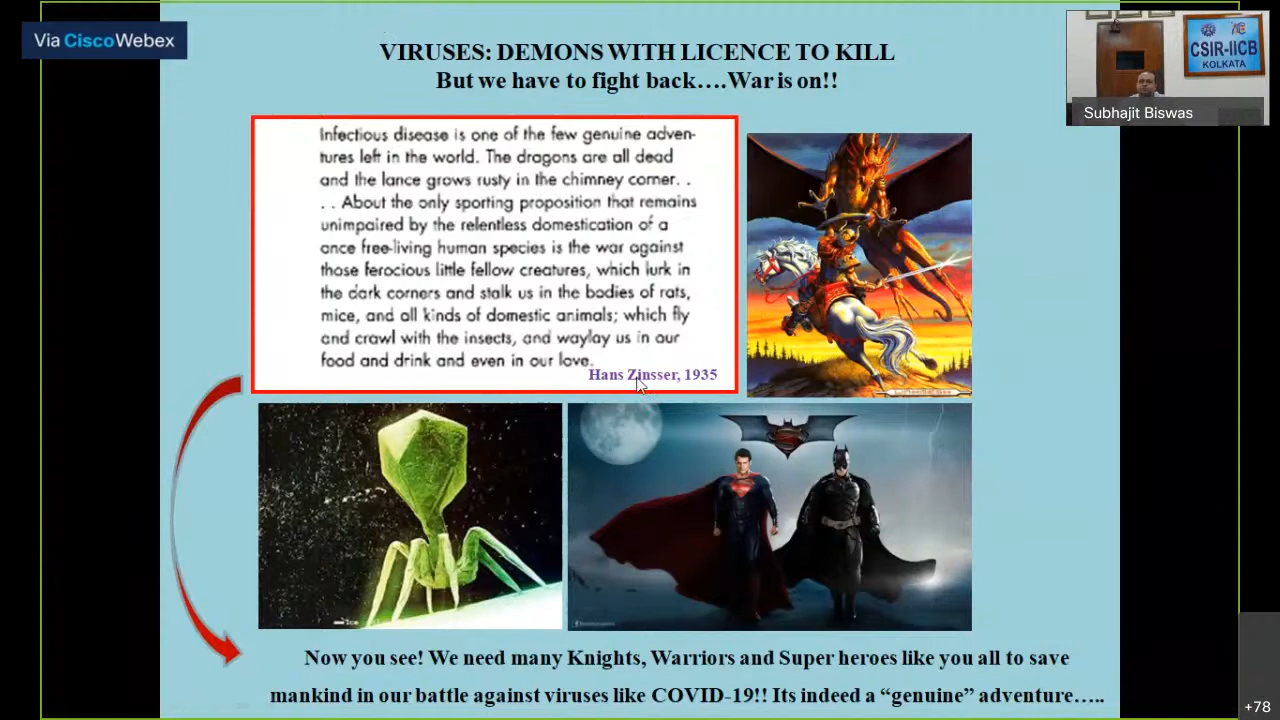 Via CiscoWebex
VIRUSES: DEMONS WITH LICENCE TO KILL
But we have to fight back….War is on!!
CSIR-IICB
KOLKATA
Subhajit Biswas
Infectious disease is one of the few genuine adven-
tures left in the world. The dragons are all dead
and the lance grows rusty in the chimney corner. .
. . About the only sporting proposition that remains
unimpaired by the relentless domestication of a
once free-living human species is the war against
those ferocious little fellow creatures, which lurk in
the dark corners and stalk us in the bodies of rats,
mice, and all kinds of domestic animals; which fly
and crawl with the insects, and waylay us in our
food and drink and even in our love.
Hans Zinsser, 1935
Now you see! We need many Knights, Warriors and Super heroes like you all to save
mankind in our battle against viruses like COVID-19!! Its indeed a “genuine” adventure…..
+78